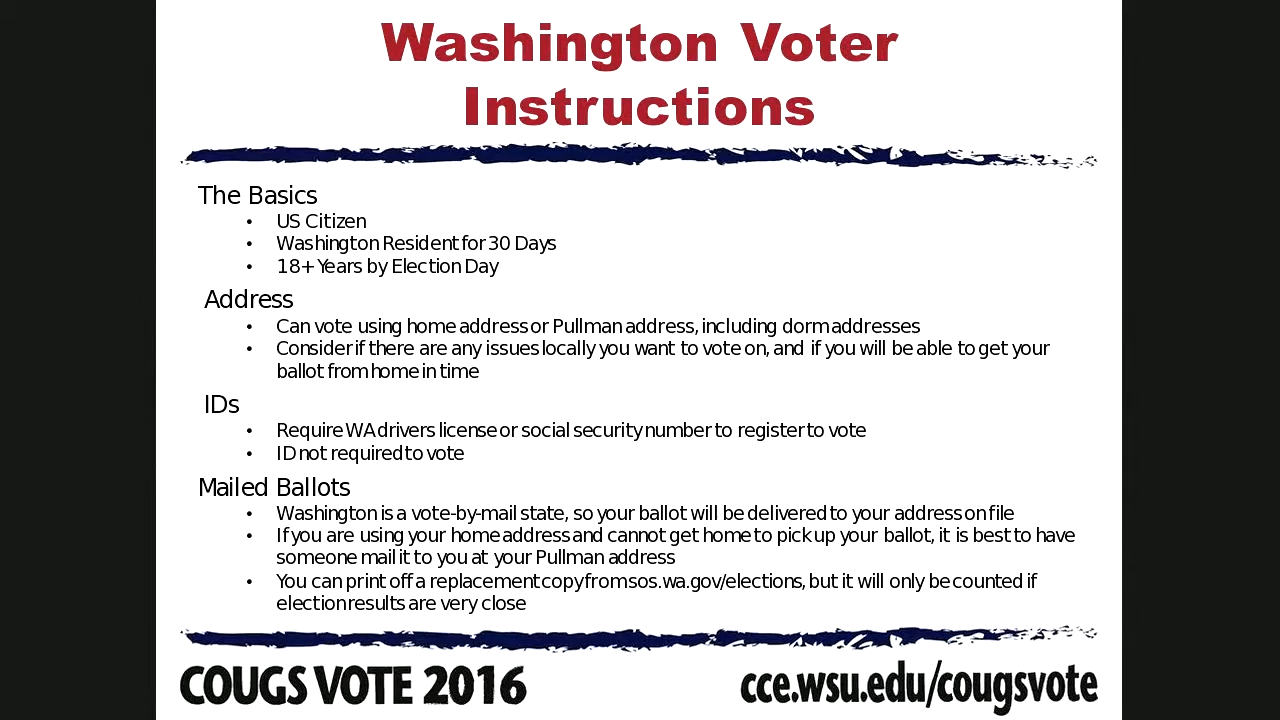 Washington Voter
Instructions
The Basics
• US Citizen
• Washington Resident for 30 Days
• 18+ Years by Election Day
Address
• Can vote using home address or Pullman address, including dorm addresses
• Consider if there are any issues locally you want to vote on, and if you will be able to get your
ballot from home in time
IDs
• Require WA drivers license or social security number to register to vote
• ID not required to vote
Mailed Ballots
• Washington is a vote-by-mail state, so your ballot will be delivered to your address on file
• If you are using your home address and cannot get home to pick up your ballot, it is best to have
someone mail it to you at your Pullman address
• You can print off a replacement copy from sos.wa.gov/elections, but it will only be counted if
election results are very close
COUGS VOTE 2016
cce.wsu.edu/cougsvote